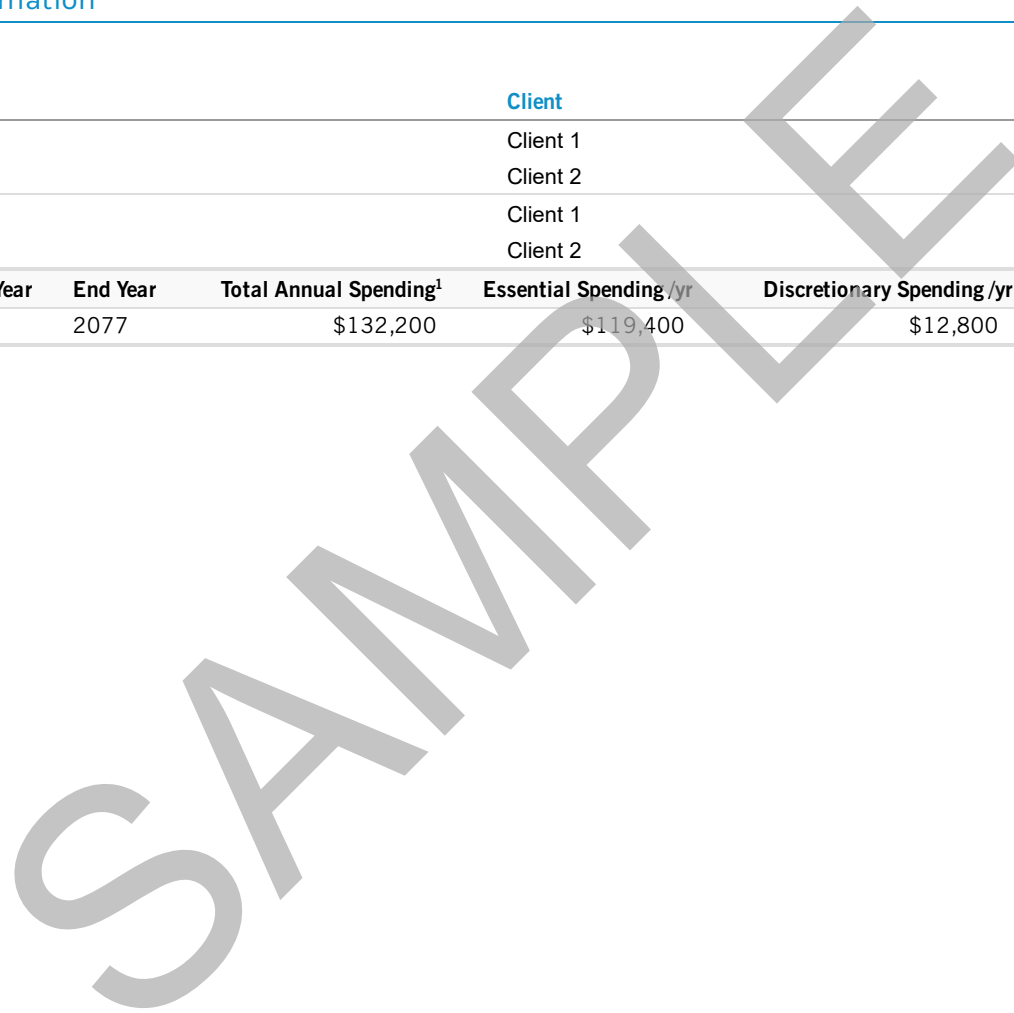 mation
Client
Client 1
Client 2
Client 1
Client 2
Year End Year Total Annual Spending¹ Essential Spending /yr Discretionary Spending /yr
2077 $132,200 $119,400 $12,800
SAMPLE